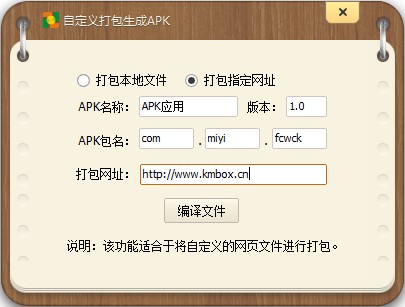 自定义打包生成APK
打包本地文件 打包指定网址
APK名称: APK应用 版本: 1.0
APK包名: com . miyi . fcwck
打包网址: http://www.kmbox.cn
编译文件
说明：该功能适合于将自定义的网页文件进行打包。